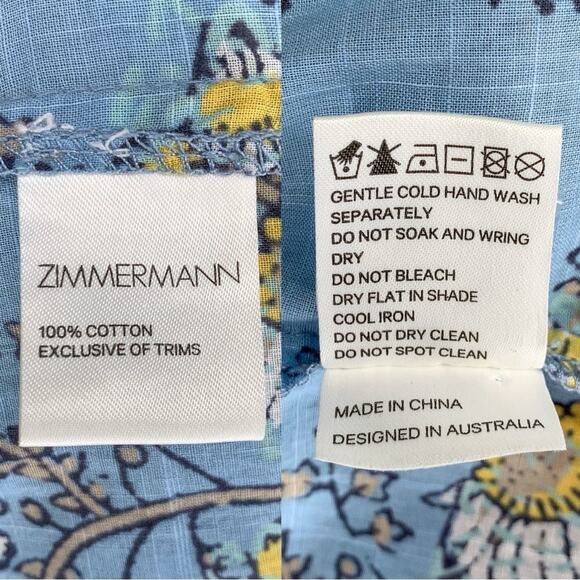 ZIMMERMANN
100% COTTON
EXCLUSIVE OF TRIMS
GENTLE COLD HAND WASH
SEPARATELY
DO NOT SOAK AND WRING
DRY
DO NOT BLEACH
DRY FLAT IN SHADE
COOL IRON
DO NOT DRY CLEAN
DO NOT SPOT CLEAN
MADE IN CHINA
DESIGNED IN AUSTRALIA